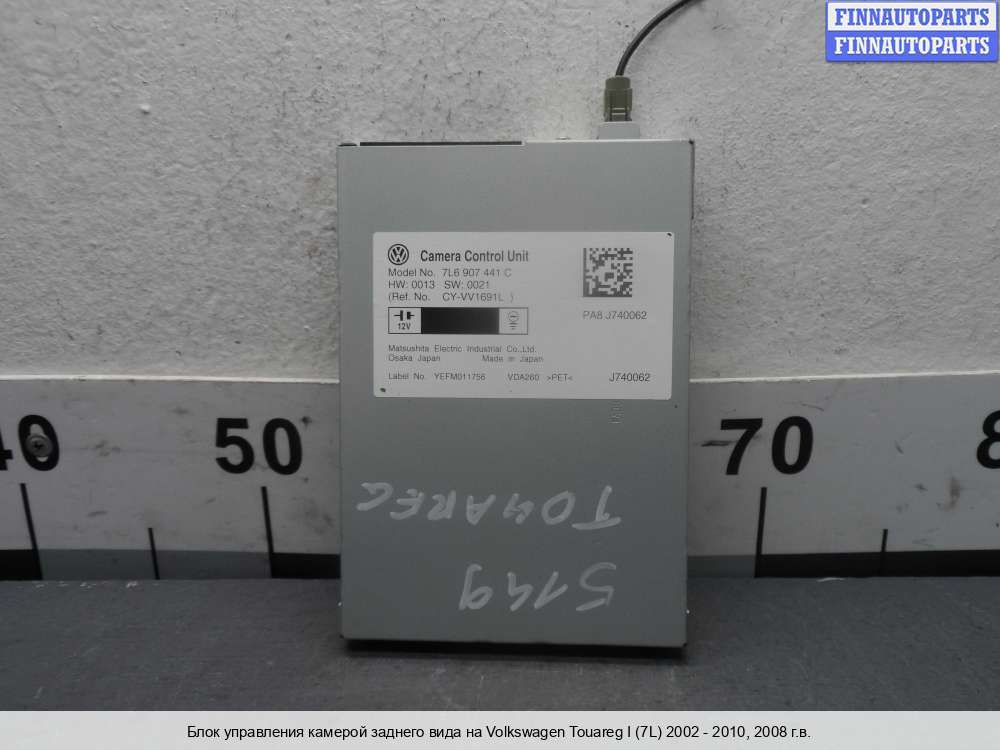 FINNAUTOPARTS
FINNAUTOPARTS
Camera Control Unit
Model No. 7L6 907 441 C
HW: 0013 SW: 0021
(Ref. No. CY-VV1691L )
12V
PA8 J740062
Matsushita Electric Industrial Co.,Ltd.
Osaka Japan Made in Japan
Label No. YEFM011756 VDA260 >PET< J740062
40 50 70 8
TOUAREG
5149
Блок управления камерой заднего вида на Volkswagen Touareg I (7L) 2002 - 2010, 2008 г.в.